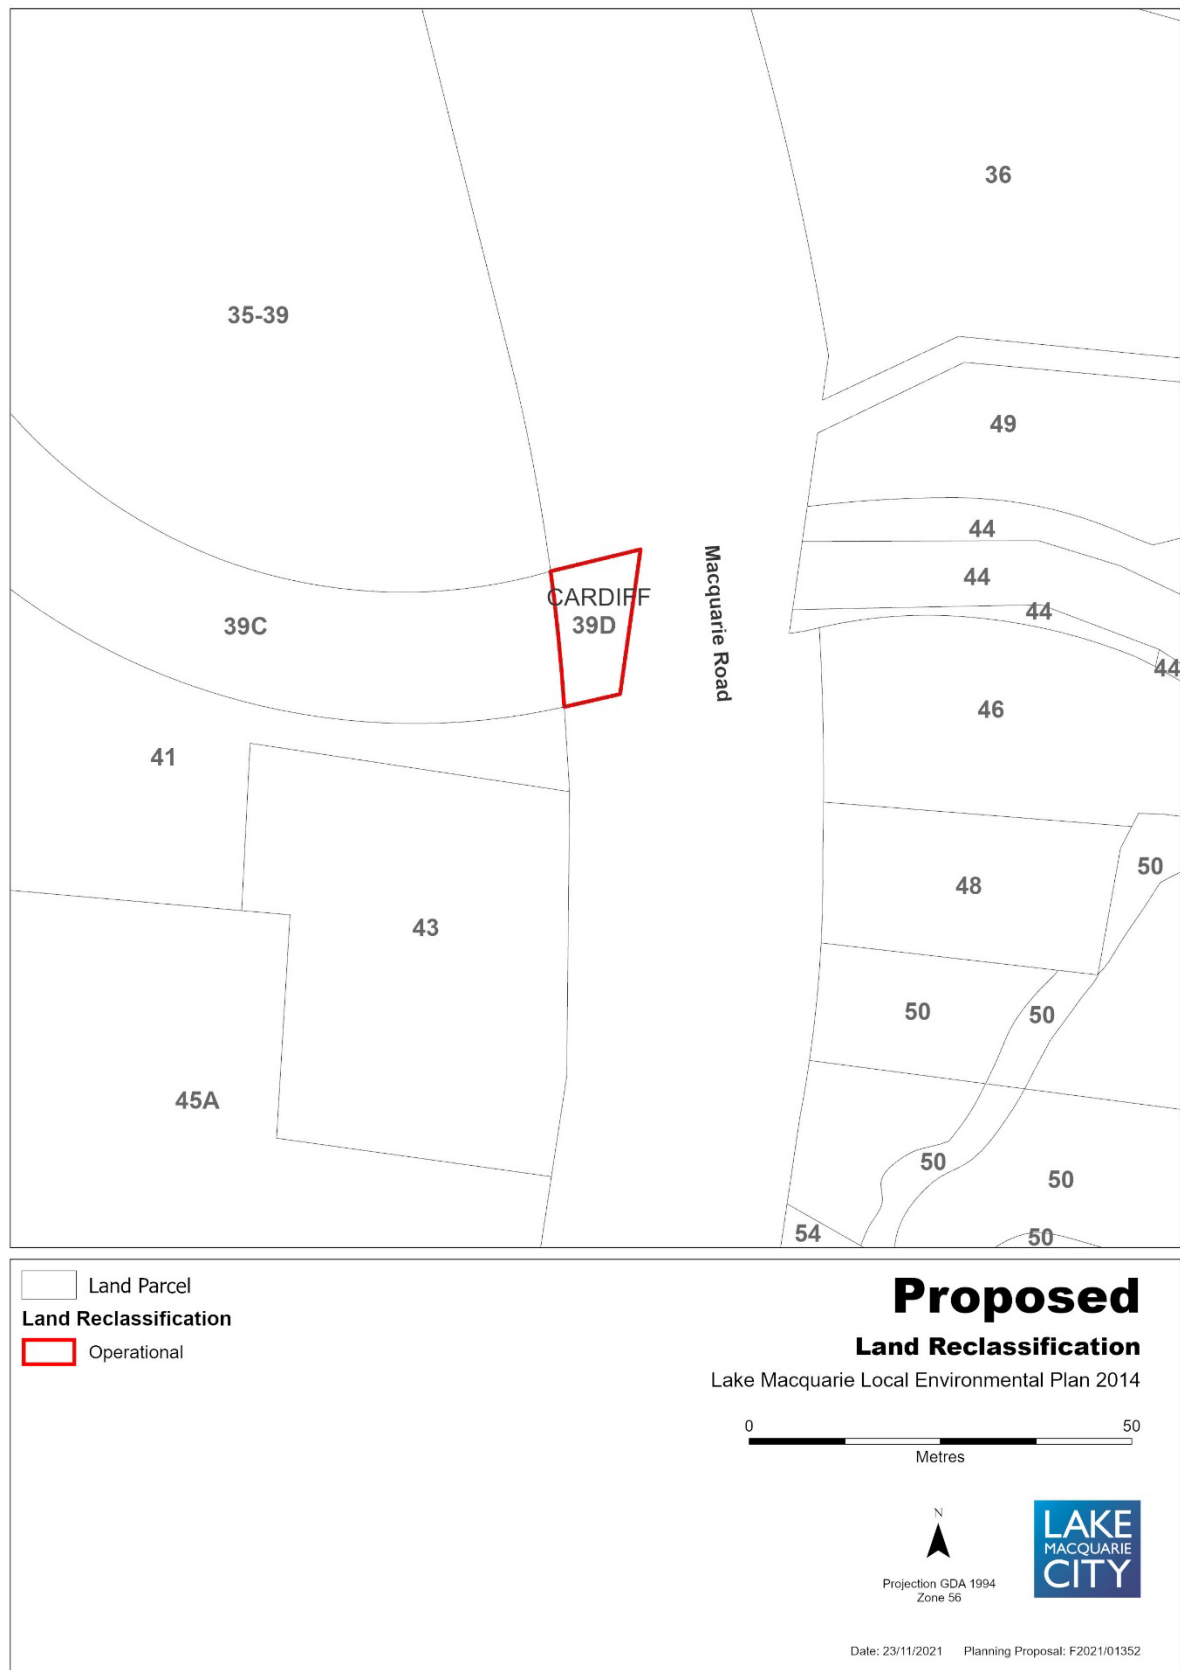 36
35-39
49
44
44
44
44
Macquarie Road
CARDIFF
39D
39C
46
41
48
50
43
50
50
45A
50
50
54
50
Land Parcel
Land Reclassification
Operational
Proposed
Land Reclassification
Lake Macquarie Local Environmental Plan 2014
0 50
Metres
N
Projection GDA 1994
Zone 56
LAKE
MACQUARIE
CITY
Date: 23/11/2021 Planning Proposal: F2021/01352